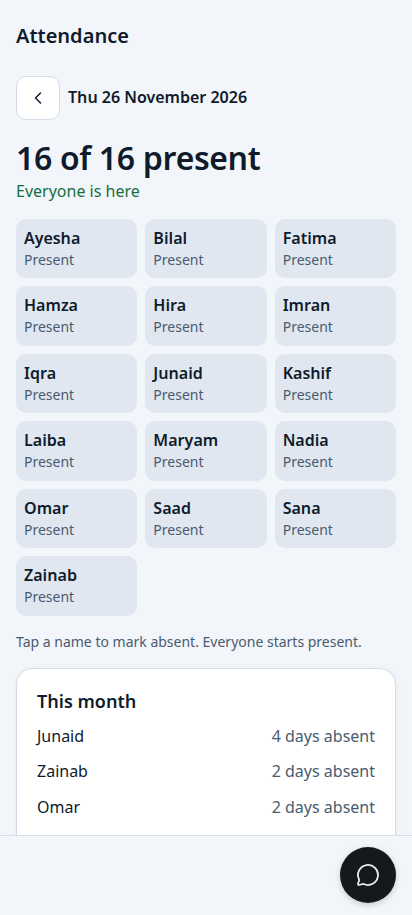 Attendance
Thu 26 November 2026
16 of 16 present
Everyone is here
Ayesha
Present
Bilal
Present
Fatima
Present
Hamza
Present
Hira
Present
Imran
Present
Iqra
Present
Junaid
Present
Kashif
Present
Laiba
Present
Maryam
Present
Nadia
Present
Omar
Present
Saad
Present
Sana
Present
Zainab
Present
Tap a name to mark absent. Everyone starts present.
This month
Junaid 4 days absent
Zainab 2 days absent
Omar 2 days absent